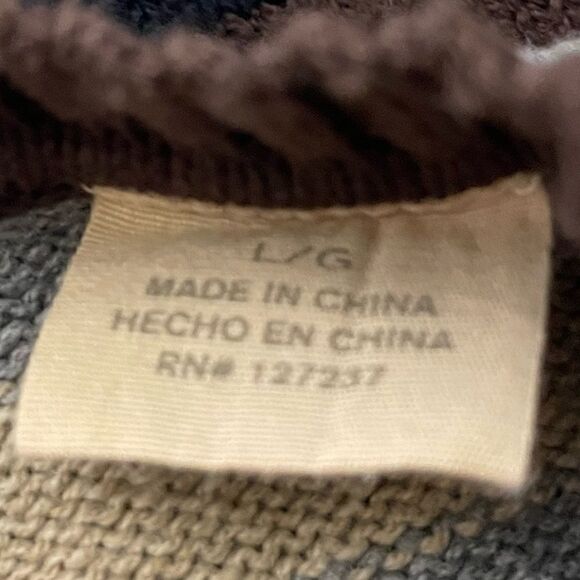 L/G
MADE IN CHINA
HECHO EN CHINA
RN# 127237